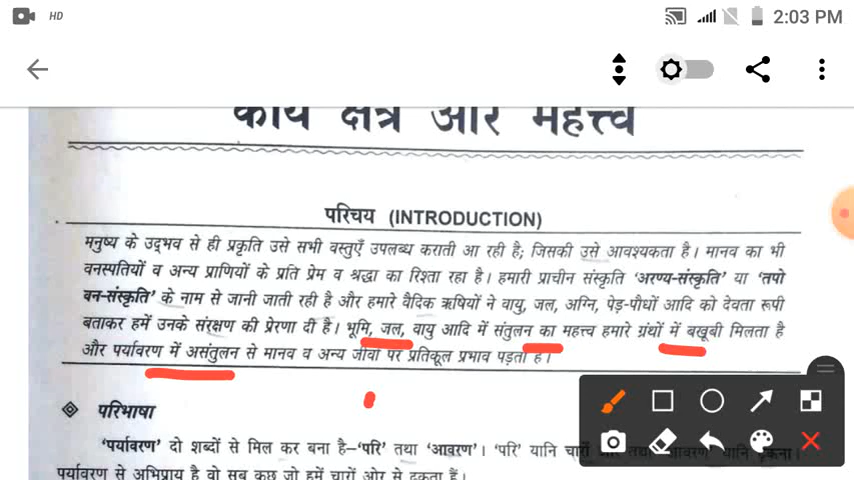 HD 2:03 PM
कार्य क्षेत्र और महत्त्व
परिचय (INTRODUCTION)
मनुष्य के उद्‌भव से ही प्रकृति उसे सभी वस्तुएँ उपलब्ध कराती आ रही है; जिसकी उसे आवश्यकता है। मानव का भी
वनस्पतियों व अन्य प्राणियों के प्रति प्रेम व श्रद्धा का रिश्ता रहा है। हमारी प्राचीन संस्कृति ‘अरण्य-संस्कृति’ या ‘तपो
वन-संस्कृति’ के नाम से जानी जाती रही है और हमारे वैदिक ऋषियों ने वायु, जल, अग्नि, पेड़-पौधों आदि को देवता रूपी
बताकर हमें उनके संरक्षण की प्रेरणा दी है। भूमि, जल, वायु आदि में संतुलन का महत्त्व हमारे ग्रंथों में बखूबी मिलता है
और पर्यावरण में असंतुलन से मानव व अन्य जीवों पर प्रतिकूल प्रभाव पड़ता है।
परिभाषा
‘पर्यावरण’ दो शब्दों से मिल कर बना है–‘परि’ तथा ‘आवरण’। ‘परि’ यानि चारों ओर तथा ‘आवरण’ यानि ढकना।
पर्यावरण से अभिप्राय है वो सब कुछ जो हमें चारों ओर से ढकता हैं।